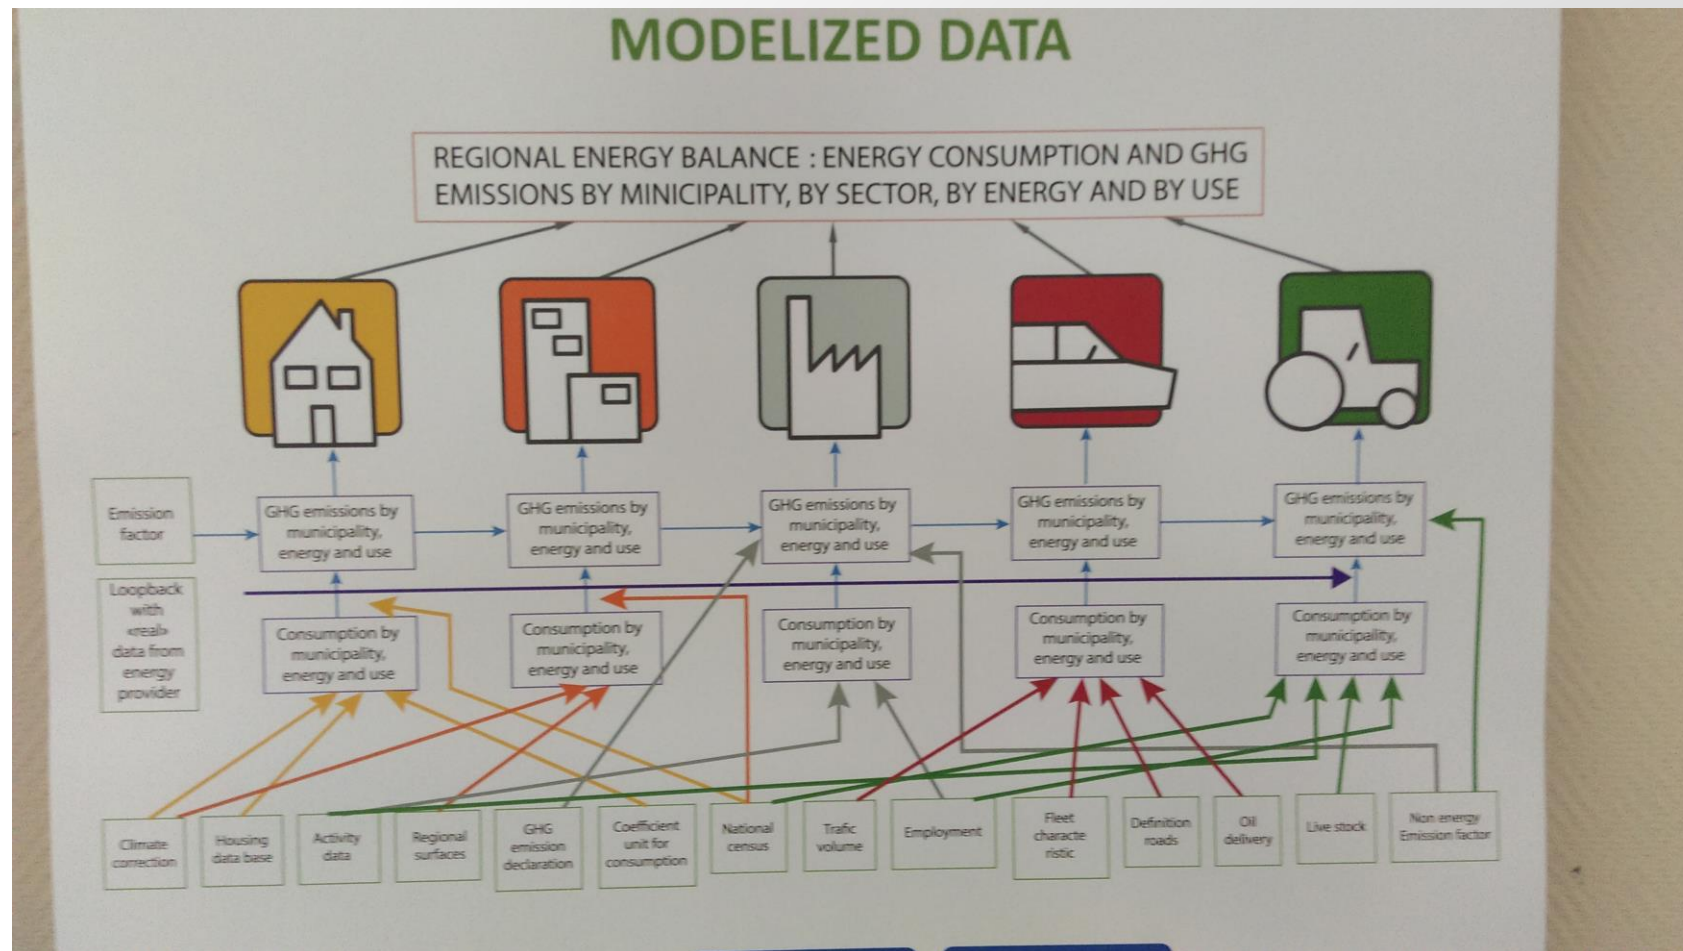 MODELIZED DATA
REGIONAL ENERGY BALANCE : ENERGY CONSUMPTION AND GHG
EMISSIONS BY MINICIPALITY, BY SECTOR, BY ENERGY AND BY USE
Emission
factor
GHG emissions by
municipality,
energy and use
GHG emissions by
municipality,
energy and use
GHG emissions by
municipality,
energy and use
GHG emissions by
municipality,
energy and use
GHG emissions by
municipality,
energy and use
Loopback
with
«real»
data from
energy
provider
Consumption by
municipality,
energy and use
Consumption by
municipality,
energy and use
Consumption by
municipality,
energy and use
Consumption by
municipality,
energy and use
Consumption by
municipality,
energy and use
Climate
correction
Housing
data base
Activity
data
Regional
surfaces
GHG
emission
declaration
Coefficient
unit for
consumption
National
census
Trafic
volume
Employment
Fleet
characte
ristic
Definition
roads
Oil
delivery
Live stock
Non energy
Emission factor